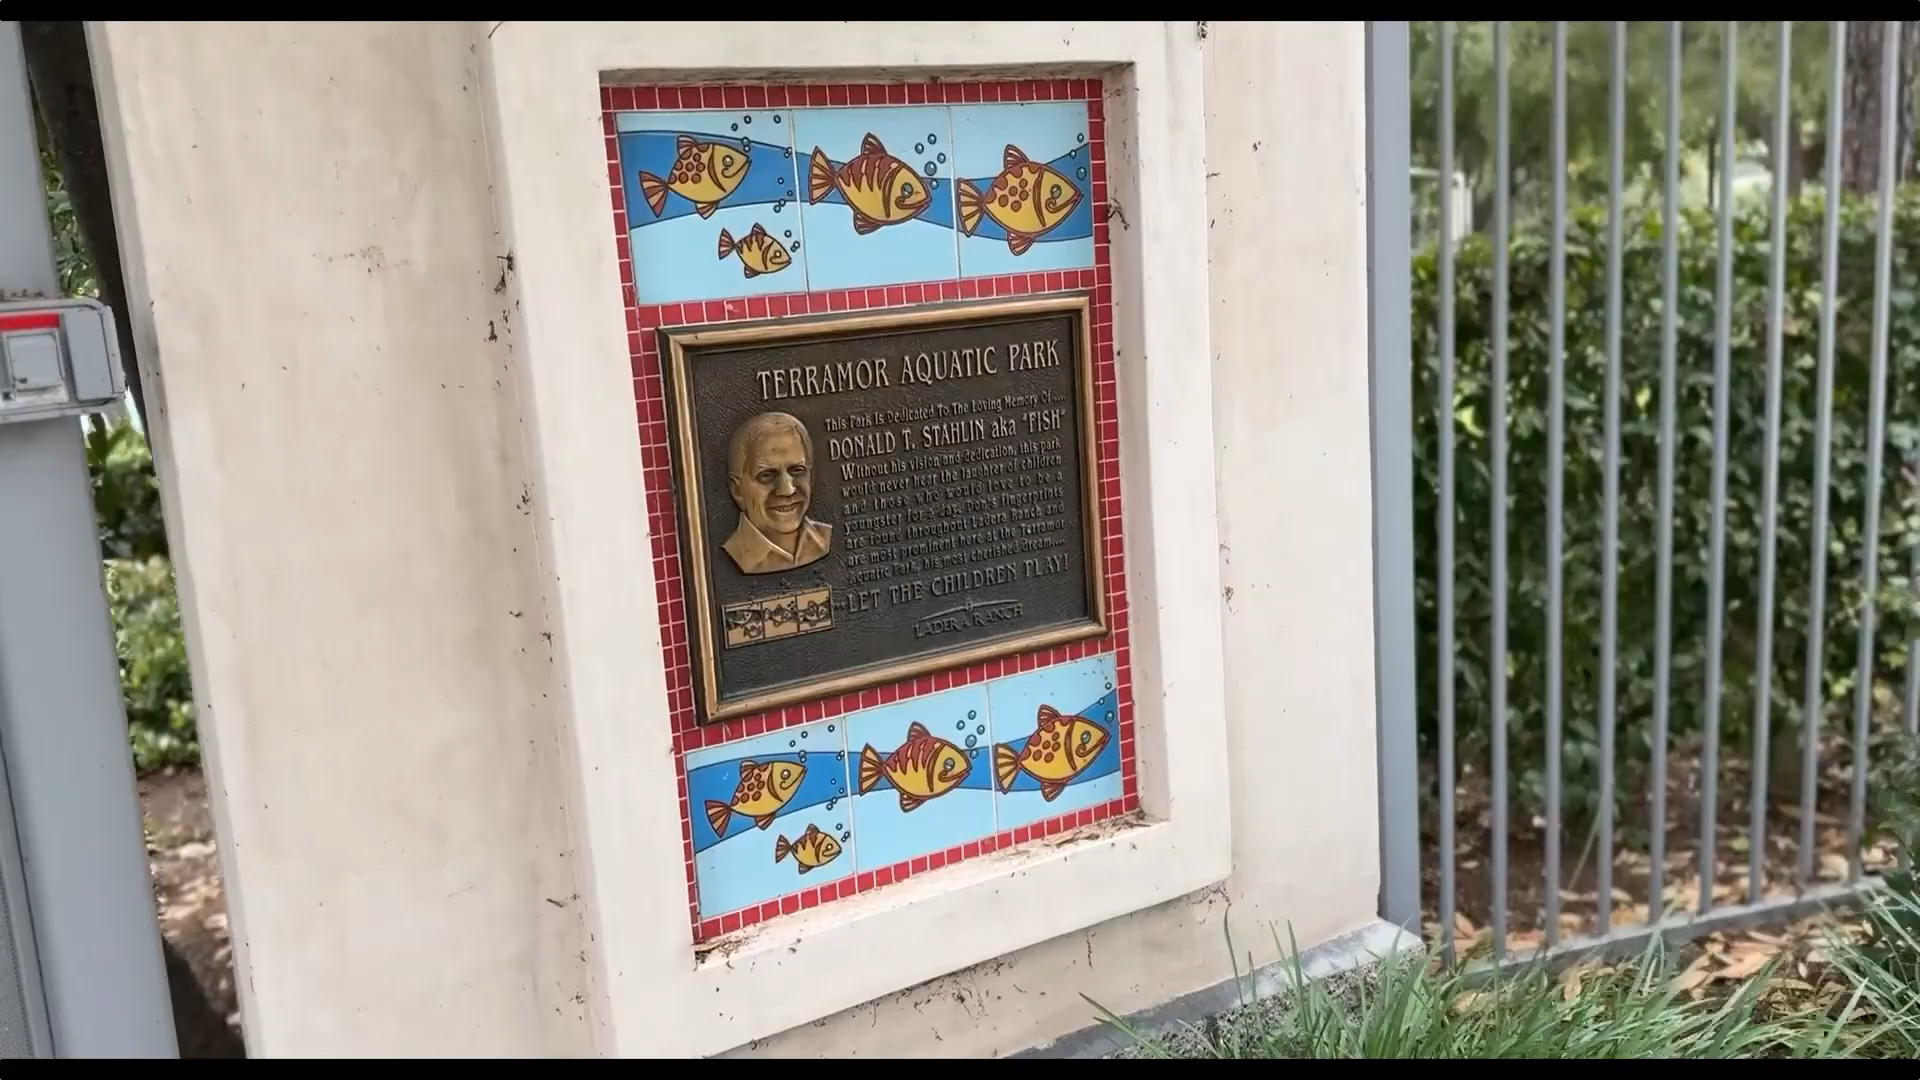 TERRAMOR AQUATIC PARK
This Park Is Dedicated To The Loving Memory Of....
DONALD T. STAHLIN aka "FISH"
Without his vision and dedication, this park
would never hear the laughter of children
and those who would love to be a
youngster for a day. Don's fingerprints
are found throughout Ladera Ranch and
are most prominent here at the Terramor
Aquatic Park, his most cherished dream....
...LET THE CHILDREN PLAY!
LADERA RANCH